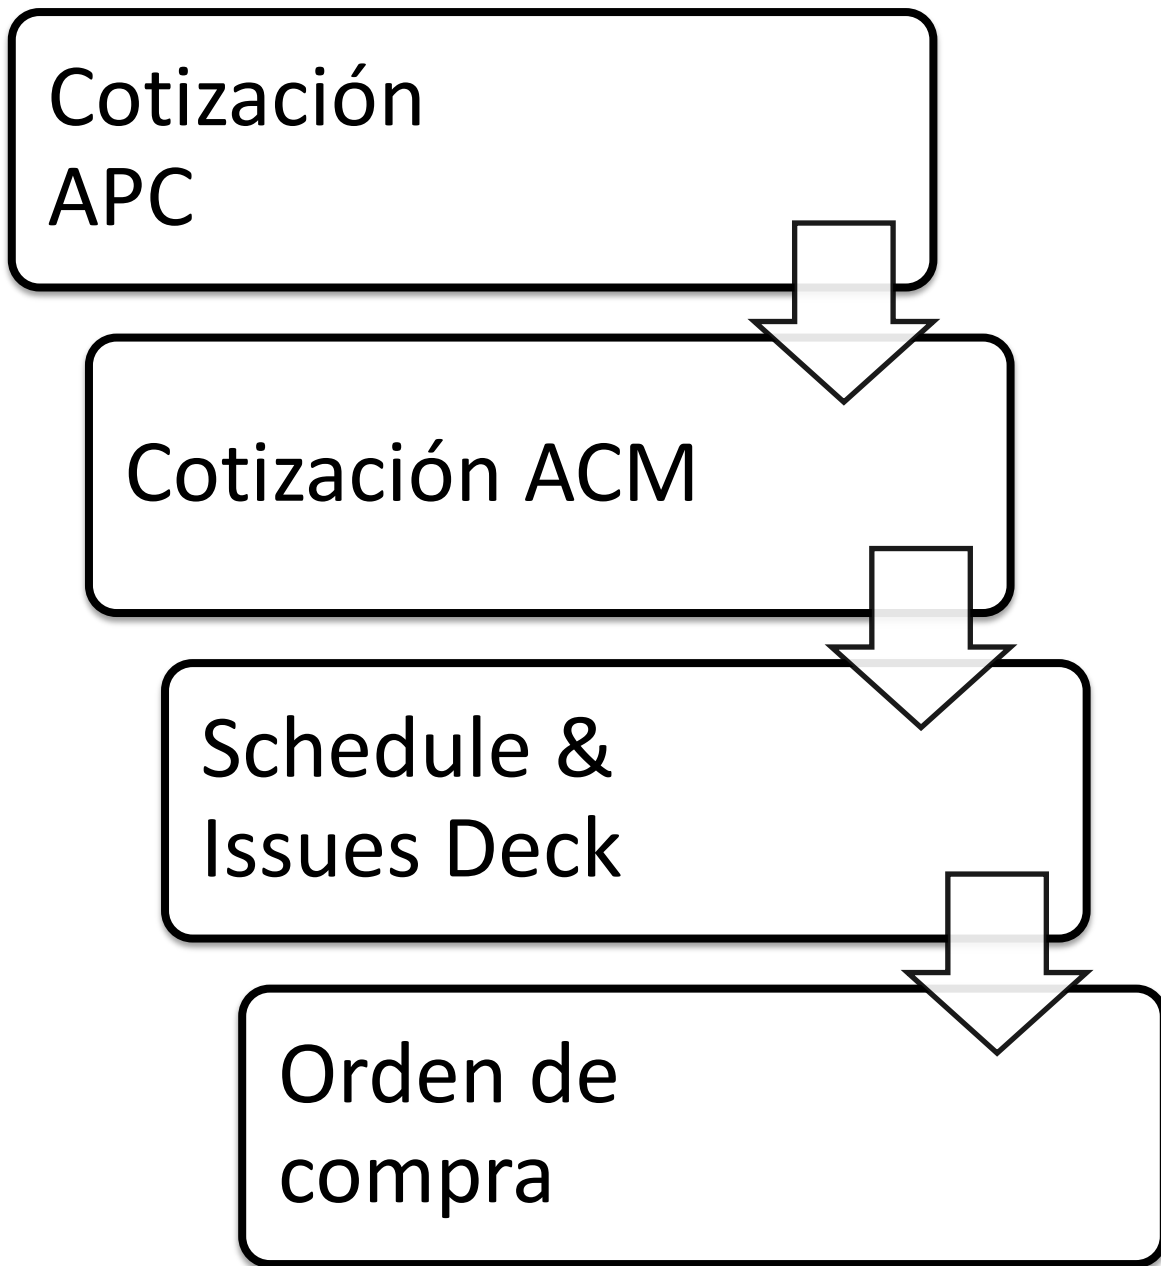 Cotización
APC
Cotización ACM
Schedule &
Issues Deck
Orden de
compra